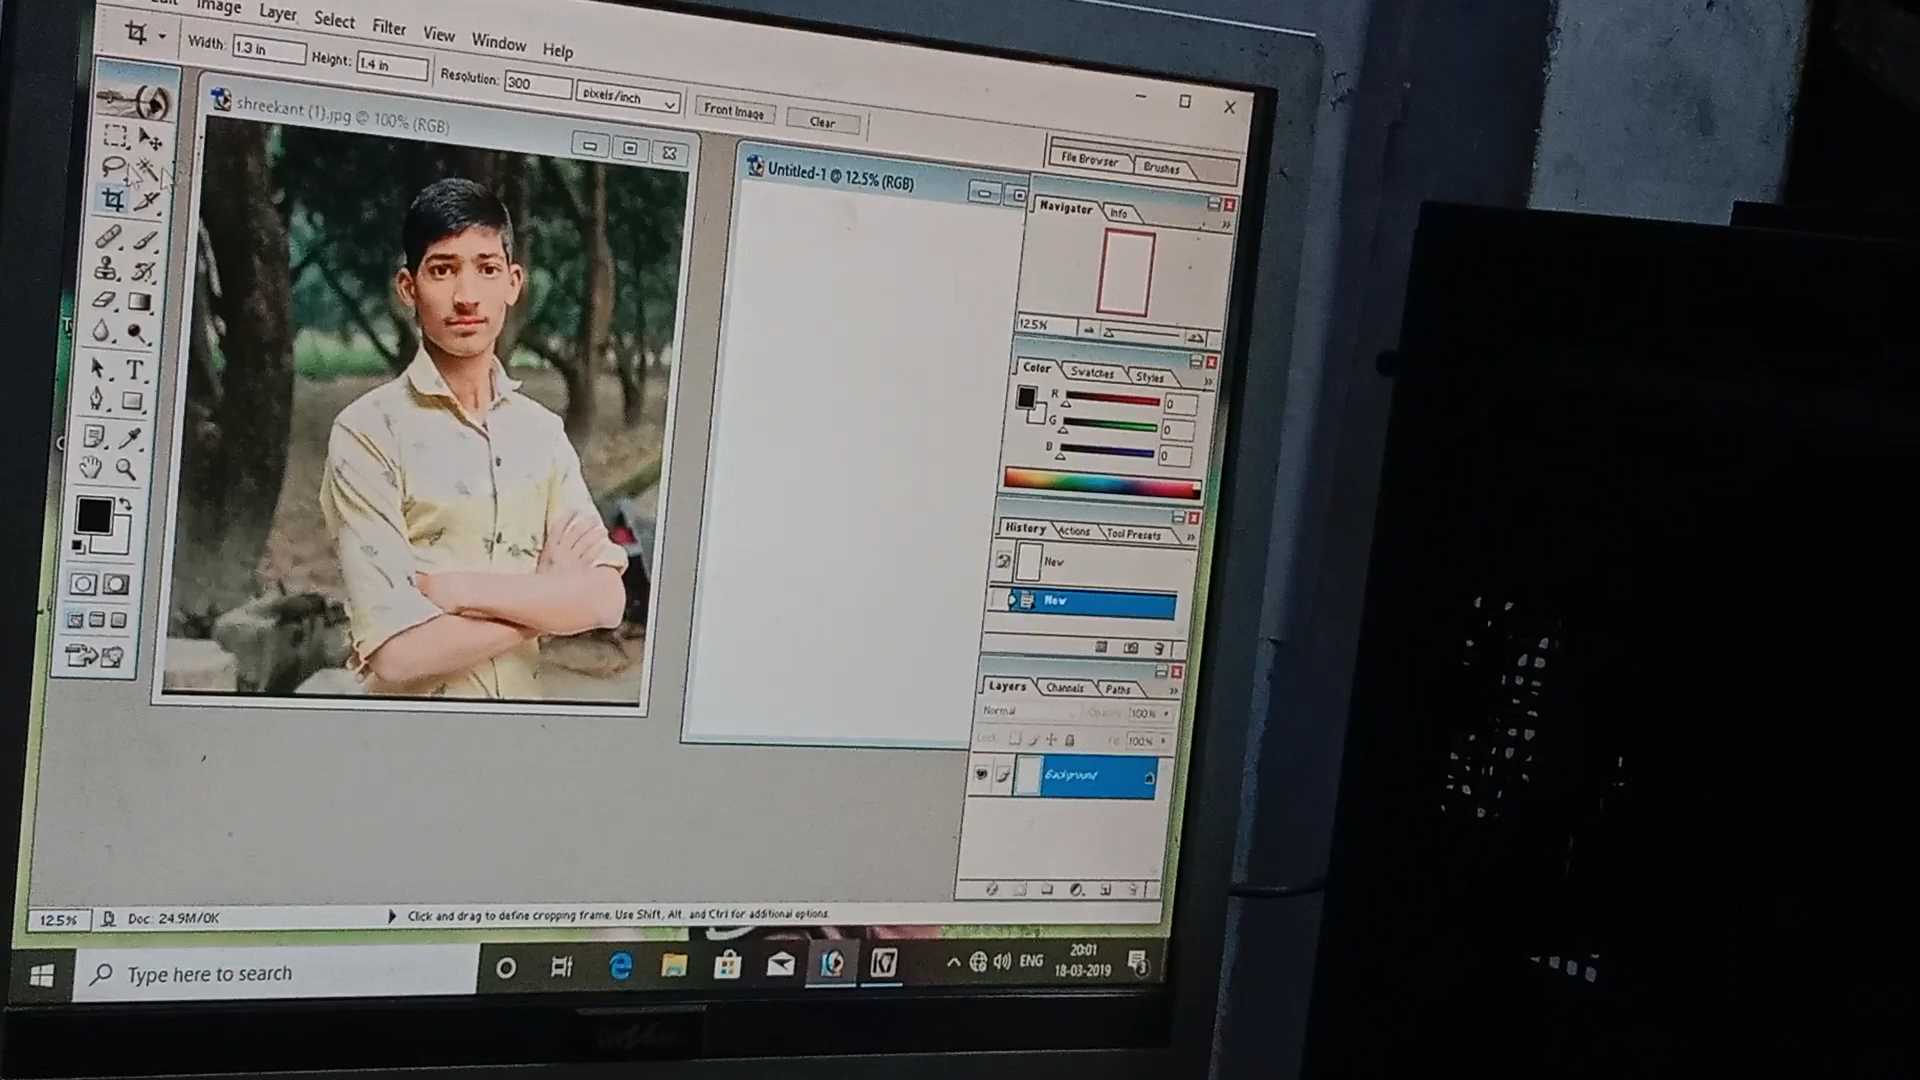 Image Layer Select Filter View Window Help
Width: 1.3 in Height: 1.4 in Resolution: 300 pixels/inch Front Image Clear
File Browser Brushes
shreekant (1).jpg @ 100% (RGB)
Untitled-1 @ 12.5% (RGB)
Navigator Info
12.5%
Color Swatches Styles
R 0
G 0
B 0
History Actions Tool Presets
New
New
Layers Channels Paths
Normal Opacity: 100%
Lock: 100%
Background
12.5% Doc: 24.9M/0K Click and drag to define cropping frame. Use Shift, Alt, and Ctrl for additional options.
Type here to search
K7
ENG
20:01
18-03-2019
3